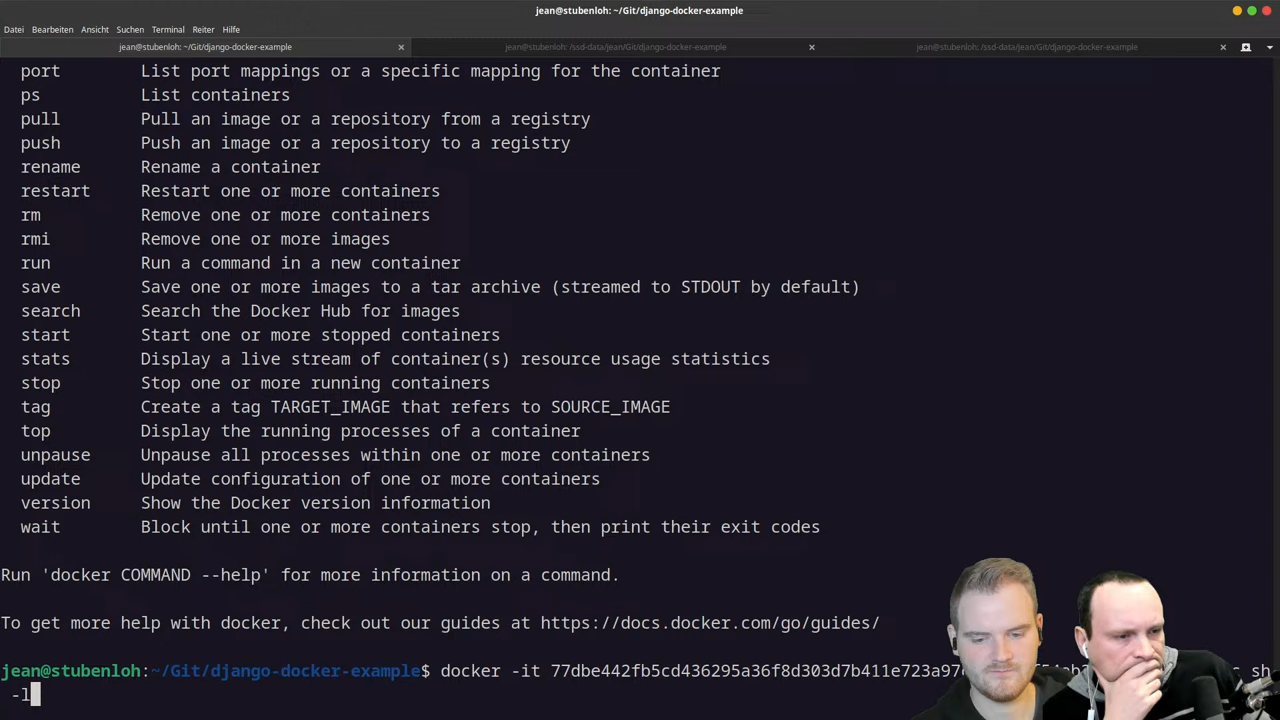 jean@stubenloh: ~/Git/django-docker-example
Datei Bearbeiten Ansicht Suchen Terminal Reiter Hilfe
jean@stubenloh: ~/Git/django-docker-example × jean@stubenloh: /ssd-data/jean/Git/django-docker-example × jean@stubenloh: /ssd-data/jean/Git/django-docker-example ×
port List port mappings or a specific mapping for the container
ps List containers
pull Pull an image or a repository from a registry
push Push an image or a repository to a registry
rename Rename a container
restart Restart one or more containers
rm Remove one or more containers
rmi Remove one or more images
run Run a command in a new container
save Save one or more images to a tar archive (streamed to STDOUT by default)
search Search the Docker Hub for images
start Start one or more stopped containers
stats Display a live stream of container(s) resource usage statistics
stop Stop one or more running containers
tag Create a tag TARGET_IMAGE that refers to SOURCE_IMAGE
top Display the running processes of a container
unpause Unpause all processes within one or more containers
update Update configuration of one or more containers
version Show the Docker version information
wait Block until one or more containers stop, then print their exit codes
Run 'docker COMMAND --help' for more information on a command.
To get more help with docker, check out our guides at https://docs.docker.com/go/guides/
jean@stubenloh:~/Git/django-docker-example$ docker -it sh
-l